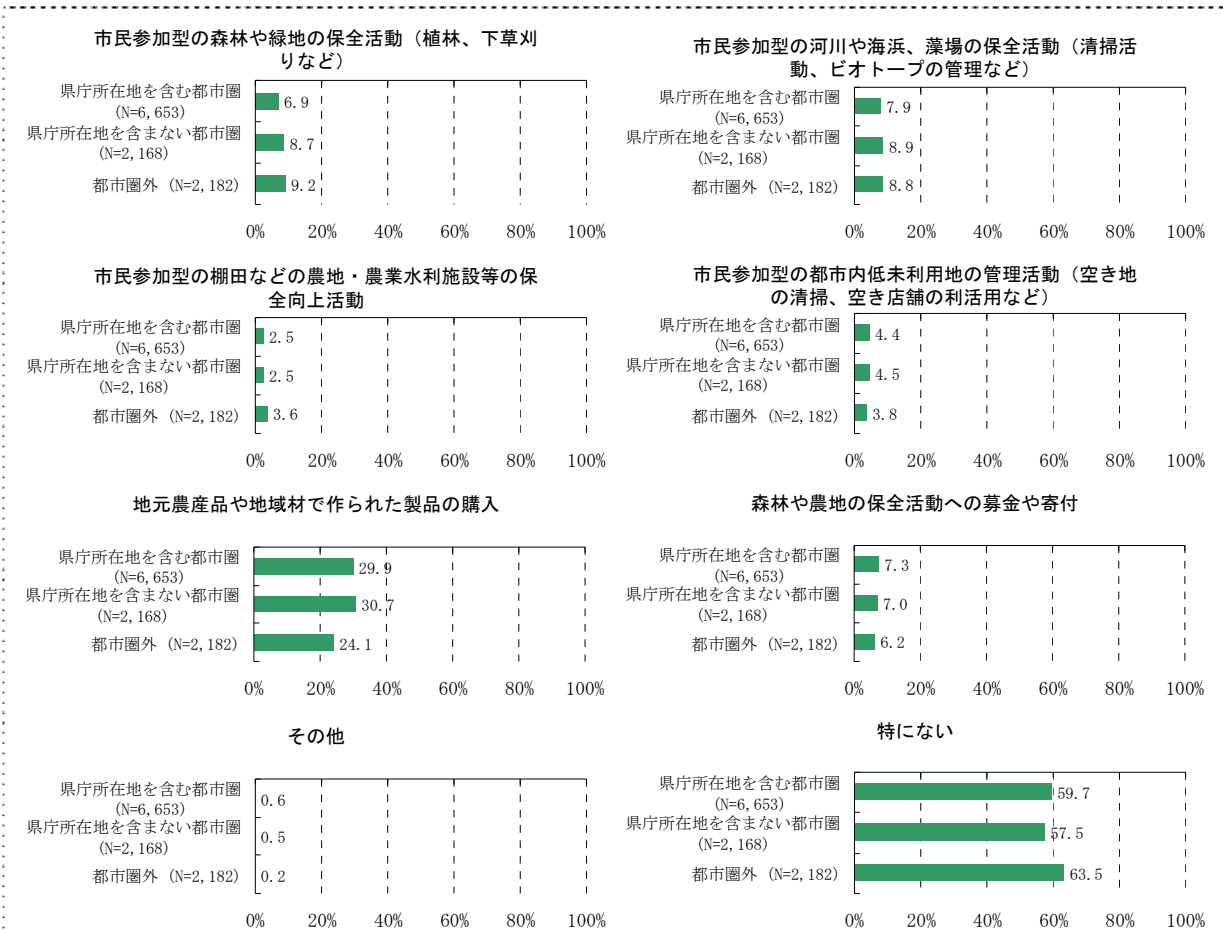 市民参加型の森林や緑地の保全活動（植林、下草刈
りなど）
県庁所在地を含む都市圏
(N=6,653)
6.9
県庁所在地を含まない都市圏
(N=2,168)
8.7
都市圏外 (N=2,182)
9.2
0% 20% 40% 60% 80% 100%
市民参加型の河川や海浜、藻場の保全活動（清掃活
動、ビオトープの管理など）
県庁所在地を含む都市圏
(N=6,653)
7.9
県庁所在地を含まない都市圏
(N=2,168)
8.9
都市圏外 (N=2,182)
8.8
0% 20% 40% 60% 80% 100%
市民参加型の棚田などの農地・農業水利施設等の保
全向上活動
県庁所在地を含む都市圏
(N=6,653)
2.5
県庁所在地を含まない都市圏
(N=2,168)
2.5
都市圏外 (N=2,182)
3.6
0% 20% 40% 60% 80% 100%
市民参加型の都市内低未利用地の管理活動（空き地
の清掃、空き店舗の利活用など）
県庁所在地を含む都市圏
(N=6,653)
4.4
県庁所在地を含まない都市圏
(N=2,168)
4.5
都市圏外 (N=2,182)
3.8
0% 20% 40% 60% 80% 100%
地元農産品や地域材で作られた製品の購入
県庁所在地を含む都市圏
(N=6,653)
29.9
県庁所在地を含まない都市圏
(N=2,168)
30.7
都市圏外 (N=2,182)
24.1
0% 20% 40% 60% 80% 100%
森林や農地の保全活動への募金や寄付
県庁所在地を含む都市圏
(N=6,653)
7.3
県庁所在地を含まない都市圏
(N=2,168)
7.0
都市圏外 (N=2,182)
6.2
0% 20% 40% 60% 80% 100%
その他
県庁所在地を含む都市圏
(N=6,653)
0.6
県庁所在地を含まない都市圏
(N=2,168)
0.5
都市圏外 (N=2,182)
0.2
0% 20% 40% 60% 80% 100%
特にない
県庁所在地を含む都市圏
(N=6,653)
59.7
県庁所在地を含まない都市圏
(N=2,168)
57.5
都市圏外 (N=2,182)
63.5
0% 20% 40% 60% 80% 100%